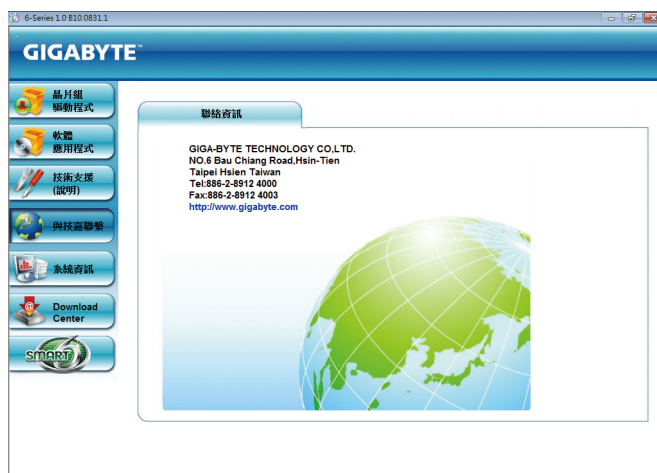 6-Series 1.0 B10.0831.1
GIGABYTE™
晶片組
驅動程式
軟體
應用程式
技術支援
(說明)
與技嘉聯繫
系統資訊
Download
Center
SMART 6
聯絡資訊
GIGA-BYTE TECHNOLOGY CO,LTD.
NO.6 Bau Chiang Road,Hsin-Tien
Taipei Hsien Taiwan
Tel:886-2-8912 4000
Fax:886-2-8912 4003
http://www.gigabyte.com